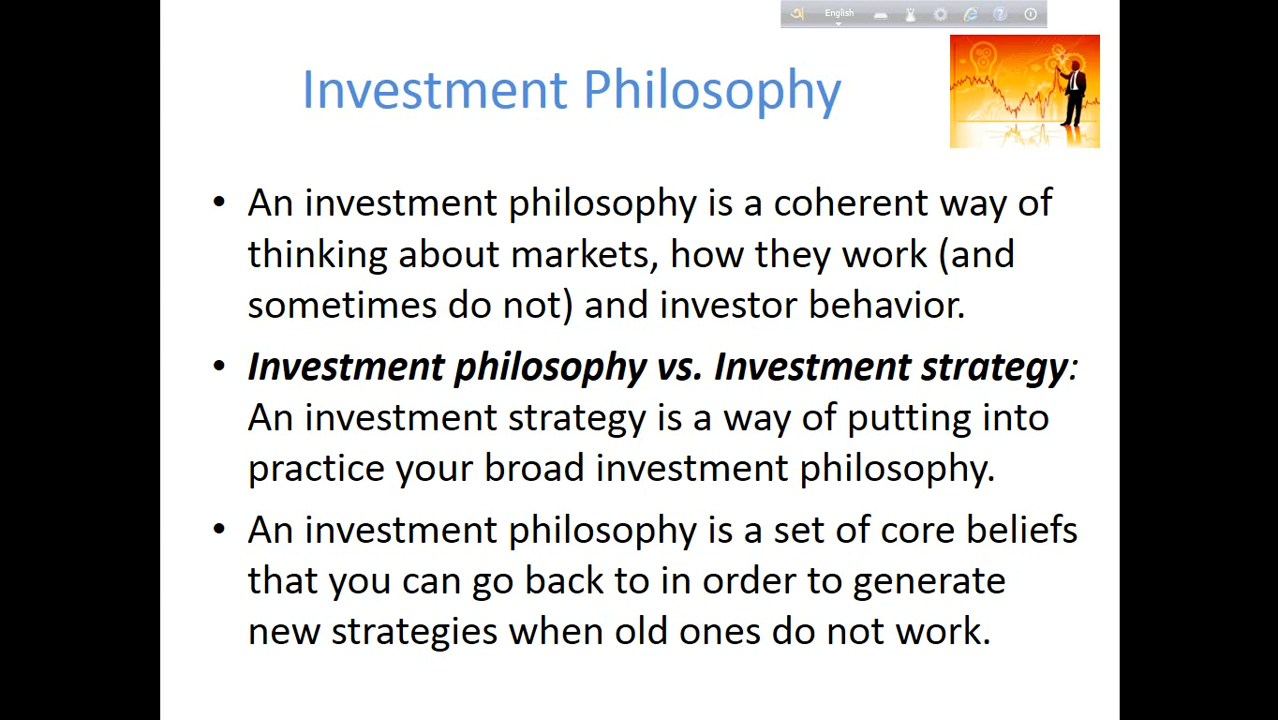 English
Investment Philosophy
• An investment philosophy is a coherent way of
thinking about markets, how they work (and
sometimes do not) and investor behavior.
• Investment philosophy vs. Investment strategy:
An investment strategy is a way of putting into
practice your broad investment philosophy.
• An investment philosophy is a set of core beliefs
that you can go back to in order to generate
new strategies when old ones do not work.